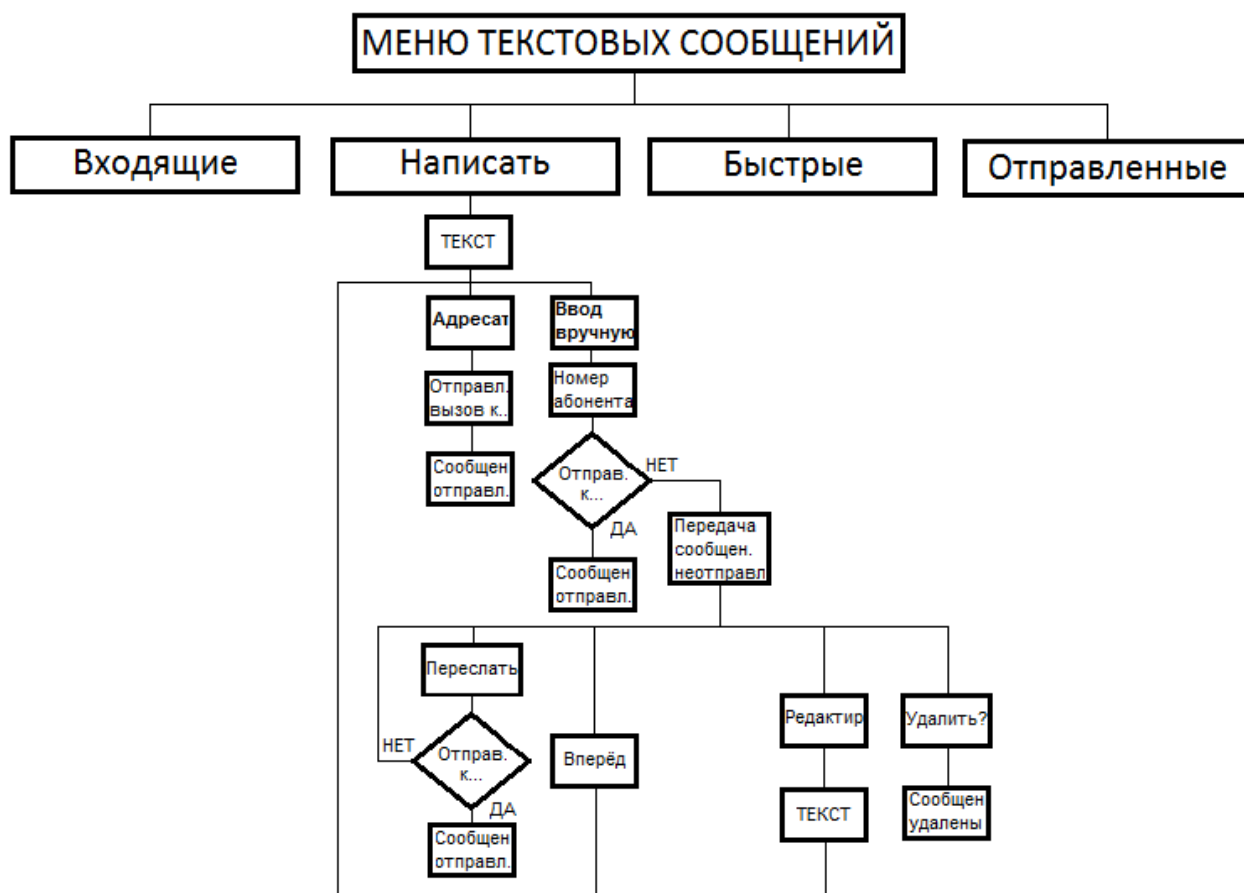 МЕНЮ ТЕКСТОВЫХ СООБЩЕНИЙ
Входящие
Написать
Быстрые
Отправленные
ТЕКСТ
Адресат
Ввод
вручную
Отправл.
вызов к..
Номер
абонента
Сообщен
отправл.
Отправ.
к...
НЕТ
ДА
Передача
сообщен.
неотправл
Сообщен
отправл.
Переслать
Редактир
Удалить?
НЕТ
Отправ.
к...
ДА
Вперёд
Сообщен
отправл.
ТЕКСТ
Сообщен
удалены